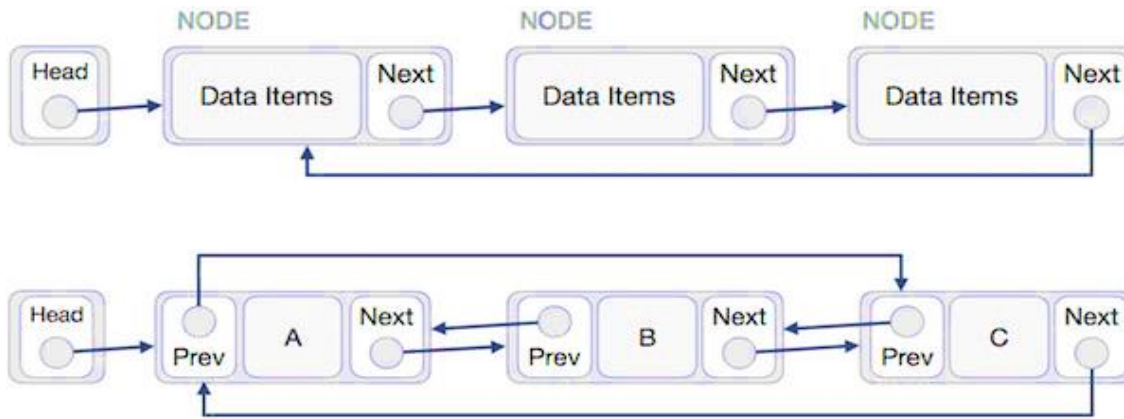 NODE NODE NODE
Head Data Items Next Data Items Next Data Items Next
Head Prev A Next Prev B Next Prev C Next